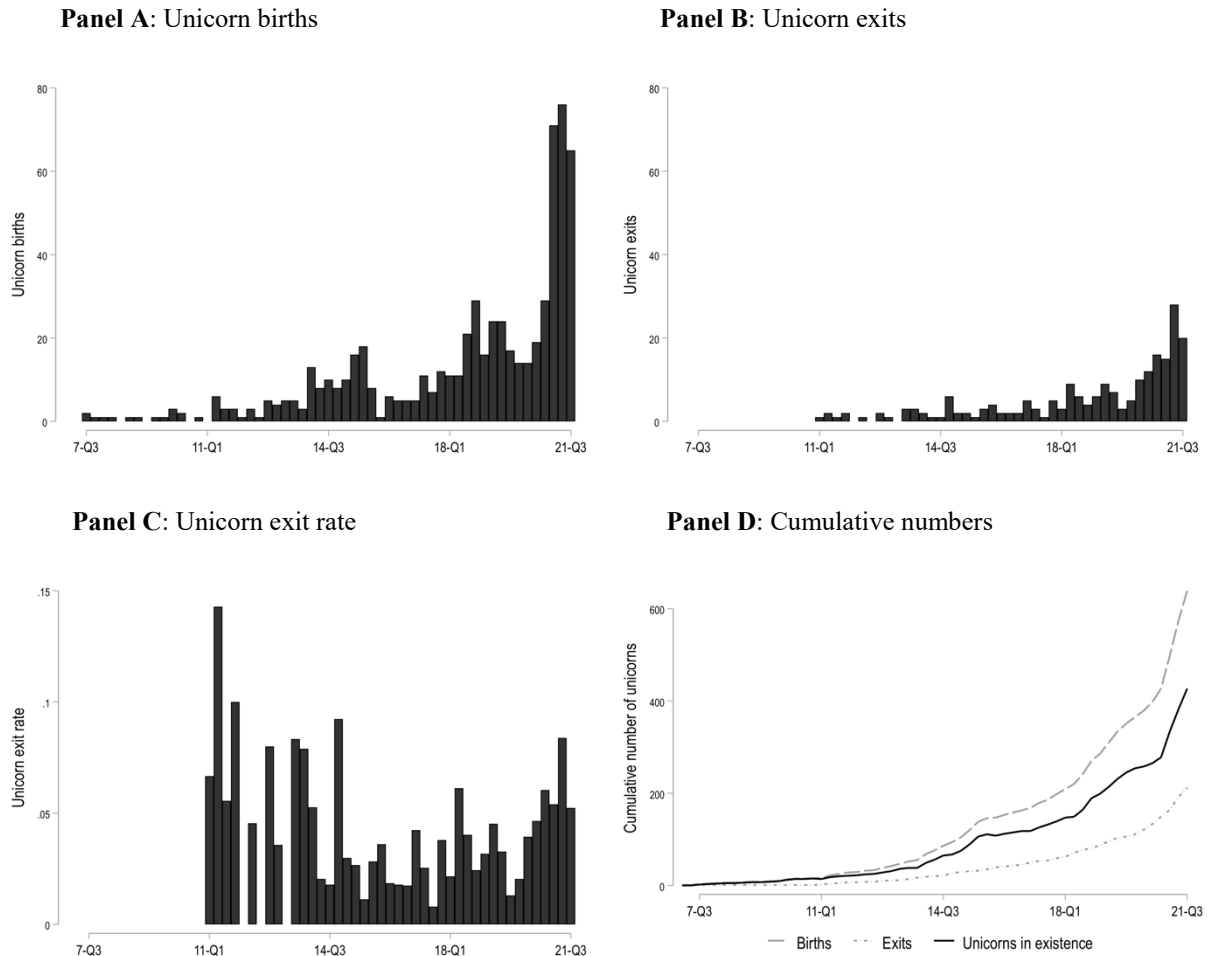 Panel A: Unicorn births
Panel B: Unicorn exits
80
60
40
20
0
Unicorn births
7-Q3
11-Q1
14-Q3
18-Q1
21-Q3
80
60
40
20
0
Unicorn exits
7-Q3
11-Q1
14-Q3
18-Q1
21-Q3
Panel C: Unicorn exit rate
Panel D: Cumulative numbers
.15
.1
.05
0
Unicorn exit rate
7-Q3
11-Q1
14-Q3
18-Q1
21-Q3
600
400
200
0
Cumulative number of unicorns
7-Q3
11-Q1
14-Q3
18-Q1
21-Q3
Births
Exits
Unicorns in existence